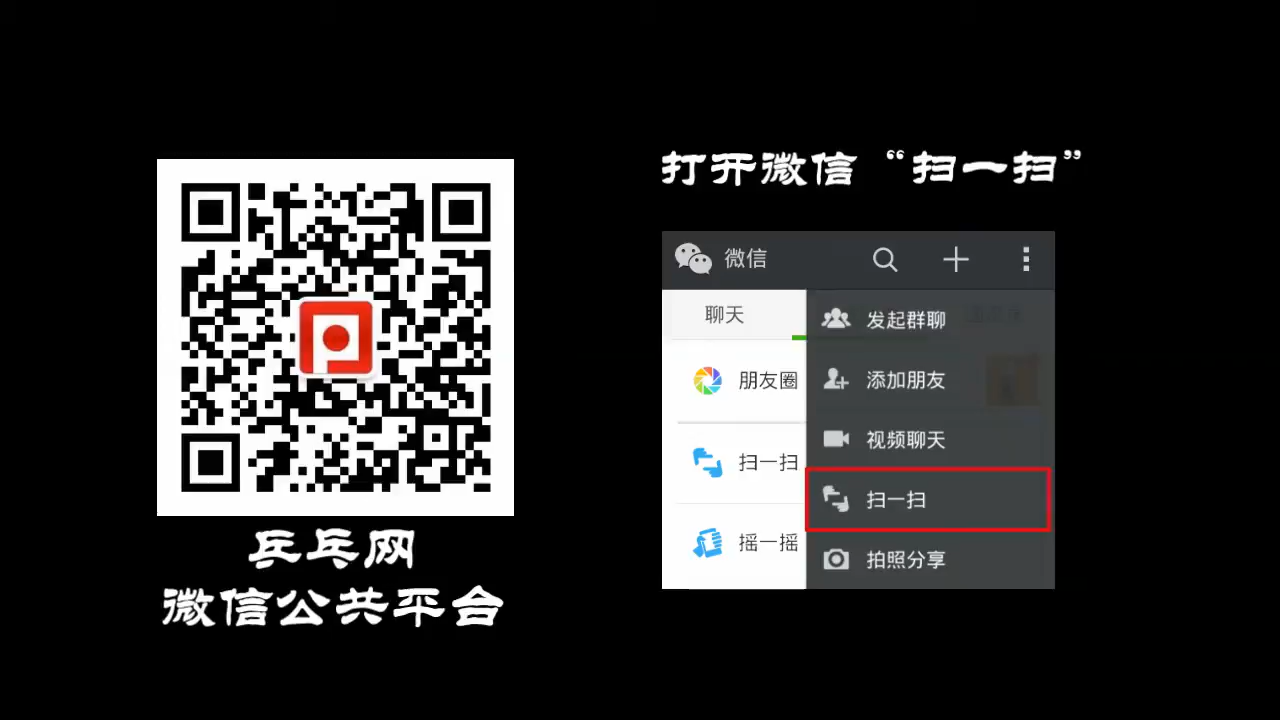 乒乓网
微信公共平台
打开微信“扫一扫”
微信
聊天
朋友圈
扫一扫
摇一摇
发起群聊
添加朋友
视频聊天
扫一扫
拍照分享